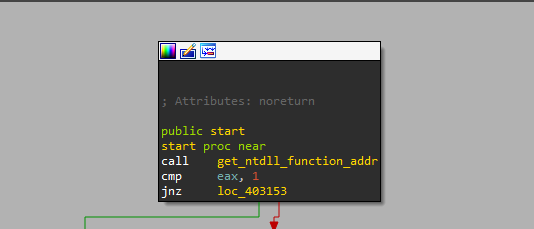 ; Attributes: noreturn
public start
start proc near
call get_ntdll_function_addr
cmp eax, 1
jnz loc_403153